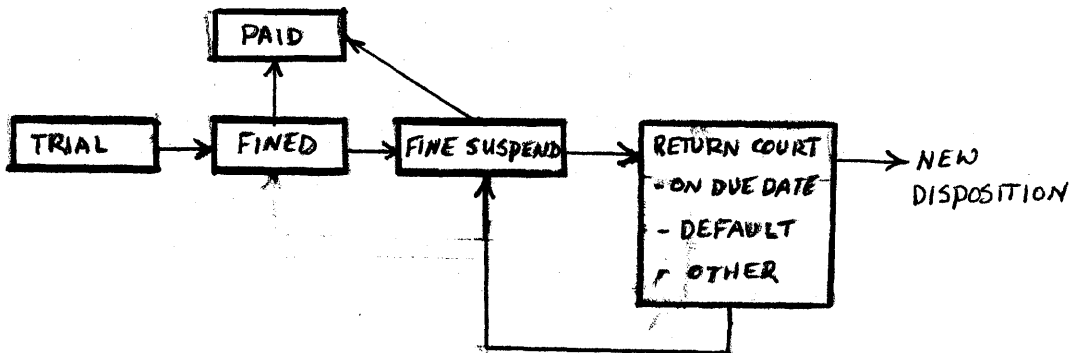 PAID
TRIAL
FINED
FINE SUSPEND
RETURN COURT
- ON DUE DATE
- DEFAULT
- OTHER
NEW
DISPOSITION